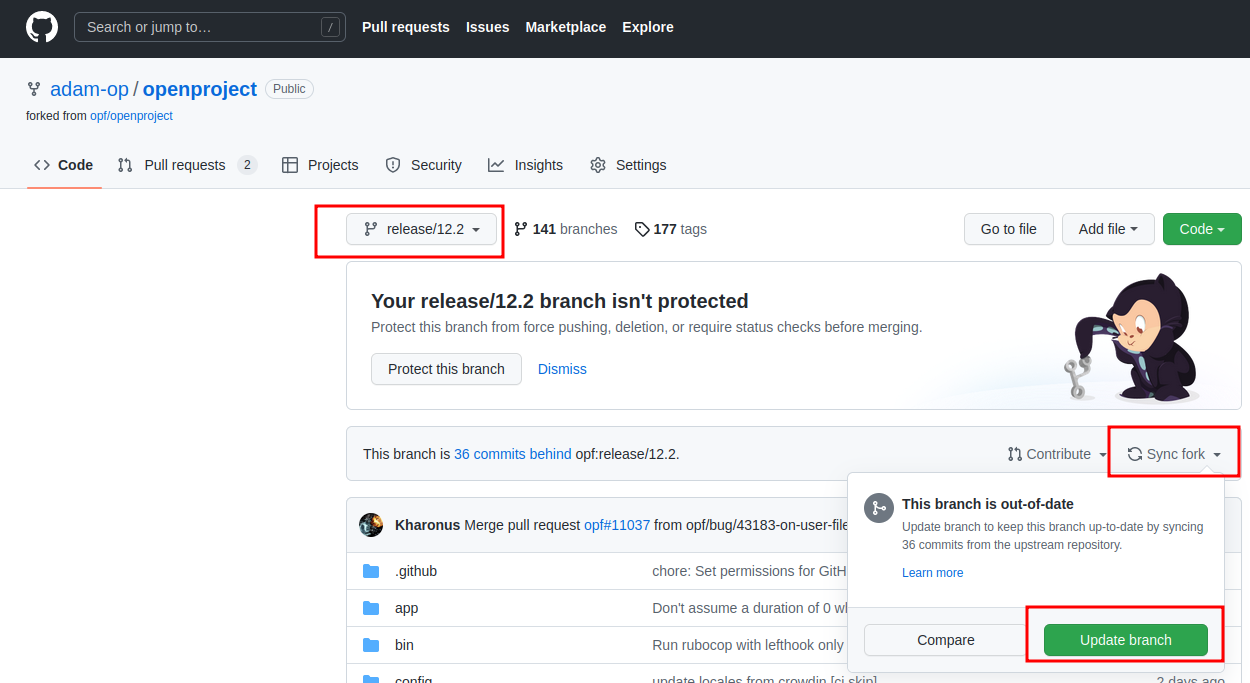 Search or jump to… /
Pull requests Issues Marketplace Explore
adam-op / openproject Public
forked from opf/openproject
Code Pull requests 2 Projects Security Insights Settings
release/12.2 141 branches 177 tags Go to file Add file Code
Your release/12.2 branch isn't protected
Protect this branch from force pushing, deletion, or require status checks before merging.
Protect this branch Dismiss
This branch is 36 commits behind opf:release/12.2. Contribute Sync fork
This branch is out-of-date
Update branch to keep this branch up-to-date by syncing
36 commits from the upstream repository.
Learn more
Compare Update branch
Kharonus Merge pull request opf#11037 from opf/bug/43183-on-user-file
.github chore: Set permissions for GitH
app Don't assume a duration of 0 wh
bin Run rubocop with lefthook only
config update locales from crowdin [ci skip] 2 days ago